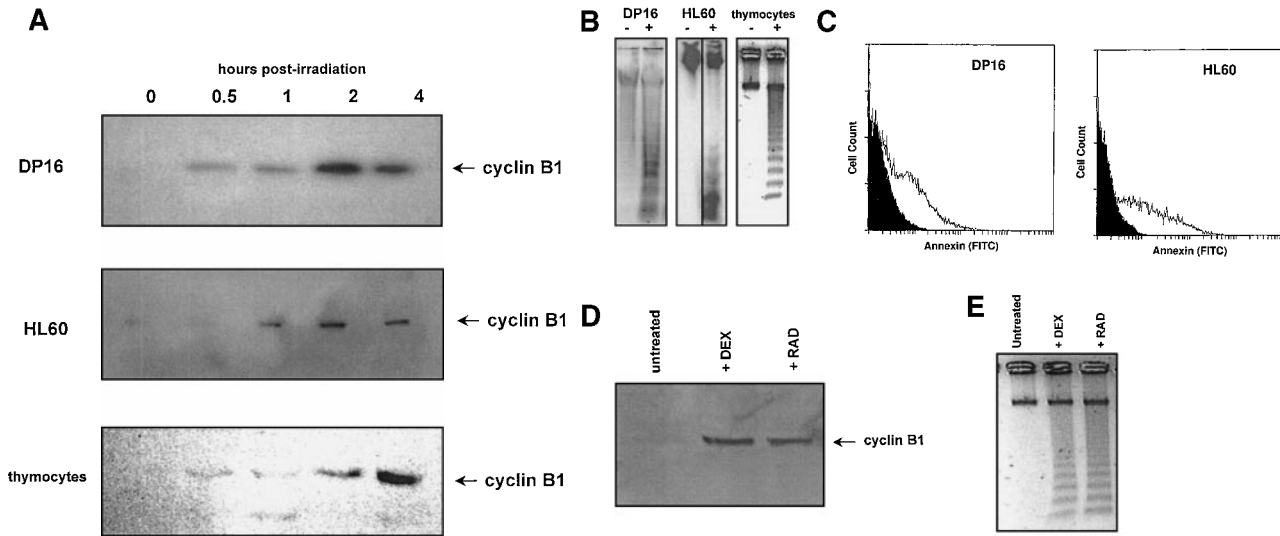 A
hours post-irradiation
0 0.5 1 2 4
DP16
← cyclin B1
HL60
← cyclin B1
thymocytes
← cyclin B1
B
DP16 HL60 thymocytes
- + - + - +
C
DP16
Cell Count
Annexin (FITC)
HL60
Cell Count
Annexin (FITC)
D
untreated
+ DEX
+ RAD
← cyclin B1
E
Untreated
+ DEX
+ RAD